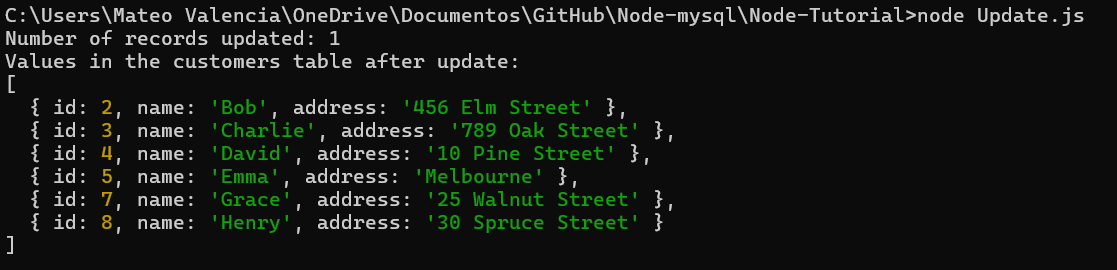 C:\Users\Mateo Valencia\OneDrive\Documentos\GitHub\Node-mysql\Node-Tutorial>node Update.js
Number of records updated: 1
Values in the customers table after update:
[
  { id: 2, name: 'Bob', address: '456 Elm Street' },
  { id: 3, name: 'Charlie', address: '789 Oak Street' },
  { id: 4, name: 'David', address: '10 Pine Street' },
  { id: 5, name: 'Emma', address: 'Melbourne' },
  { id: 7, name: 'Grace', address: '25 Walnut Street' },
  { id: 8, name: 'Henry', address: '30 Spruce Street' }
]